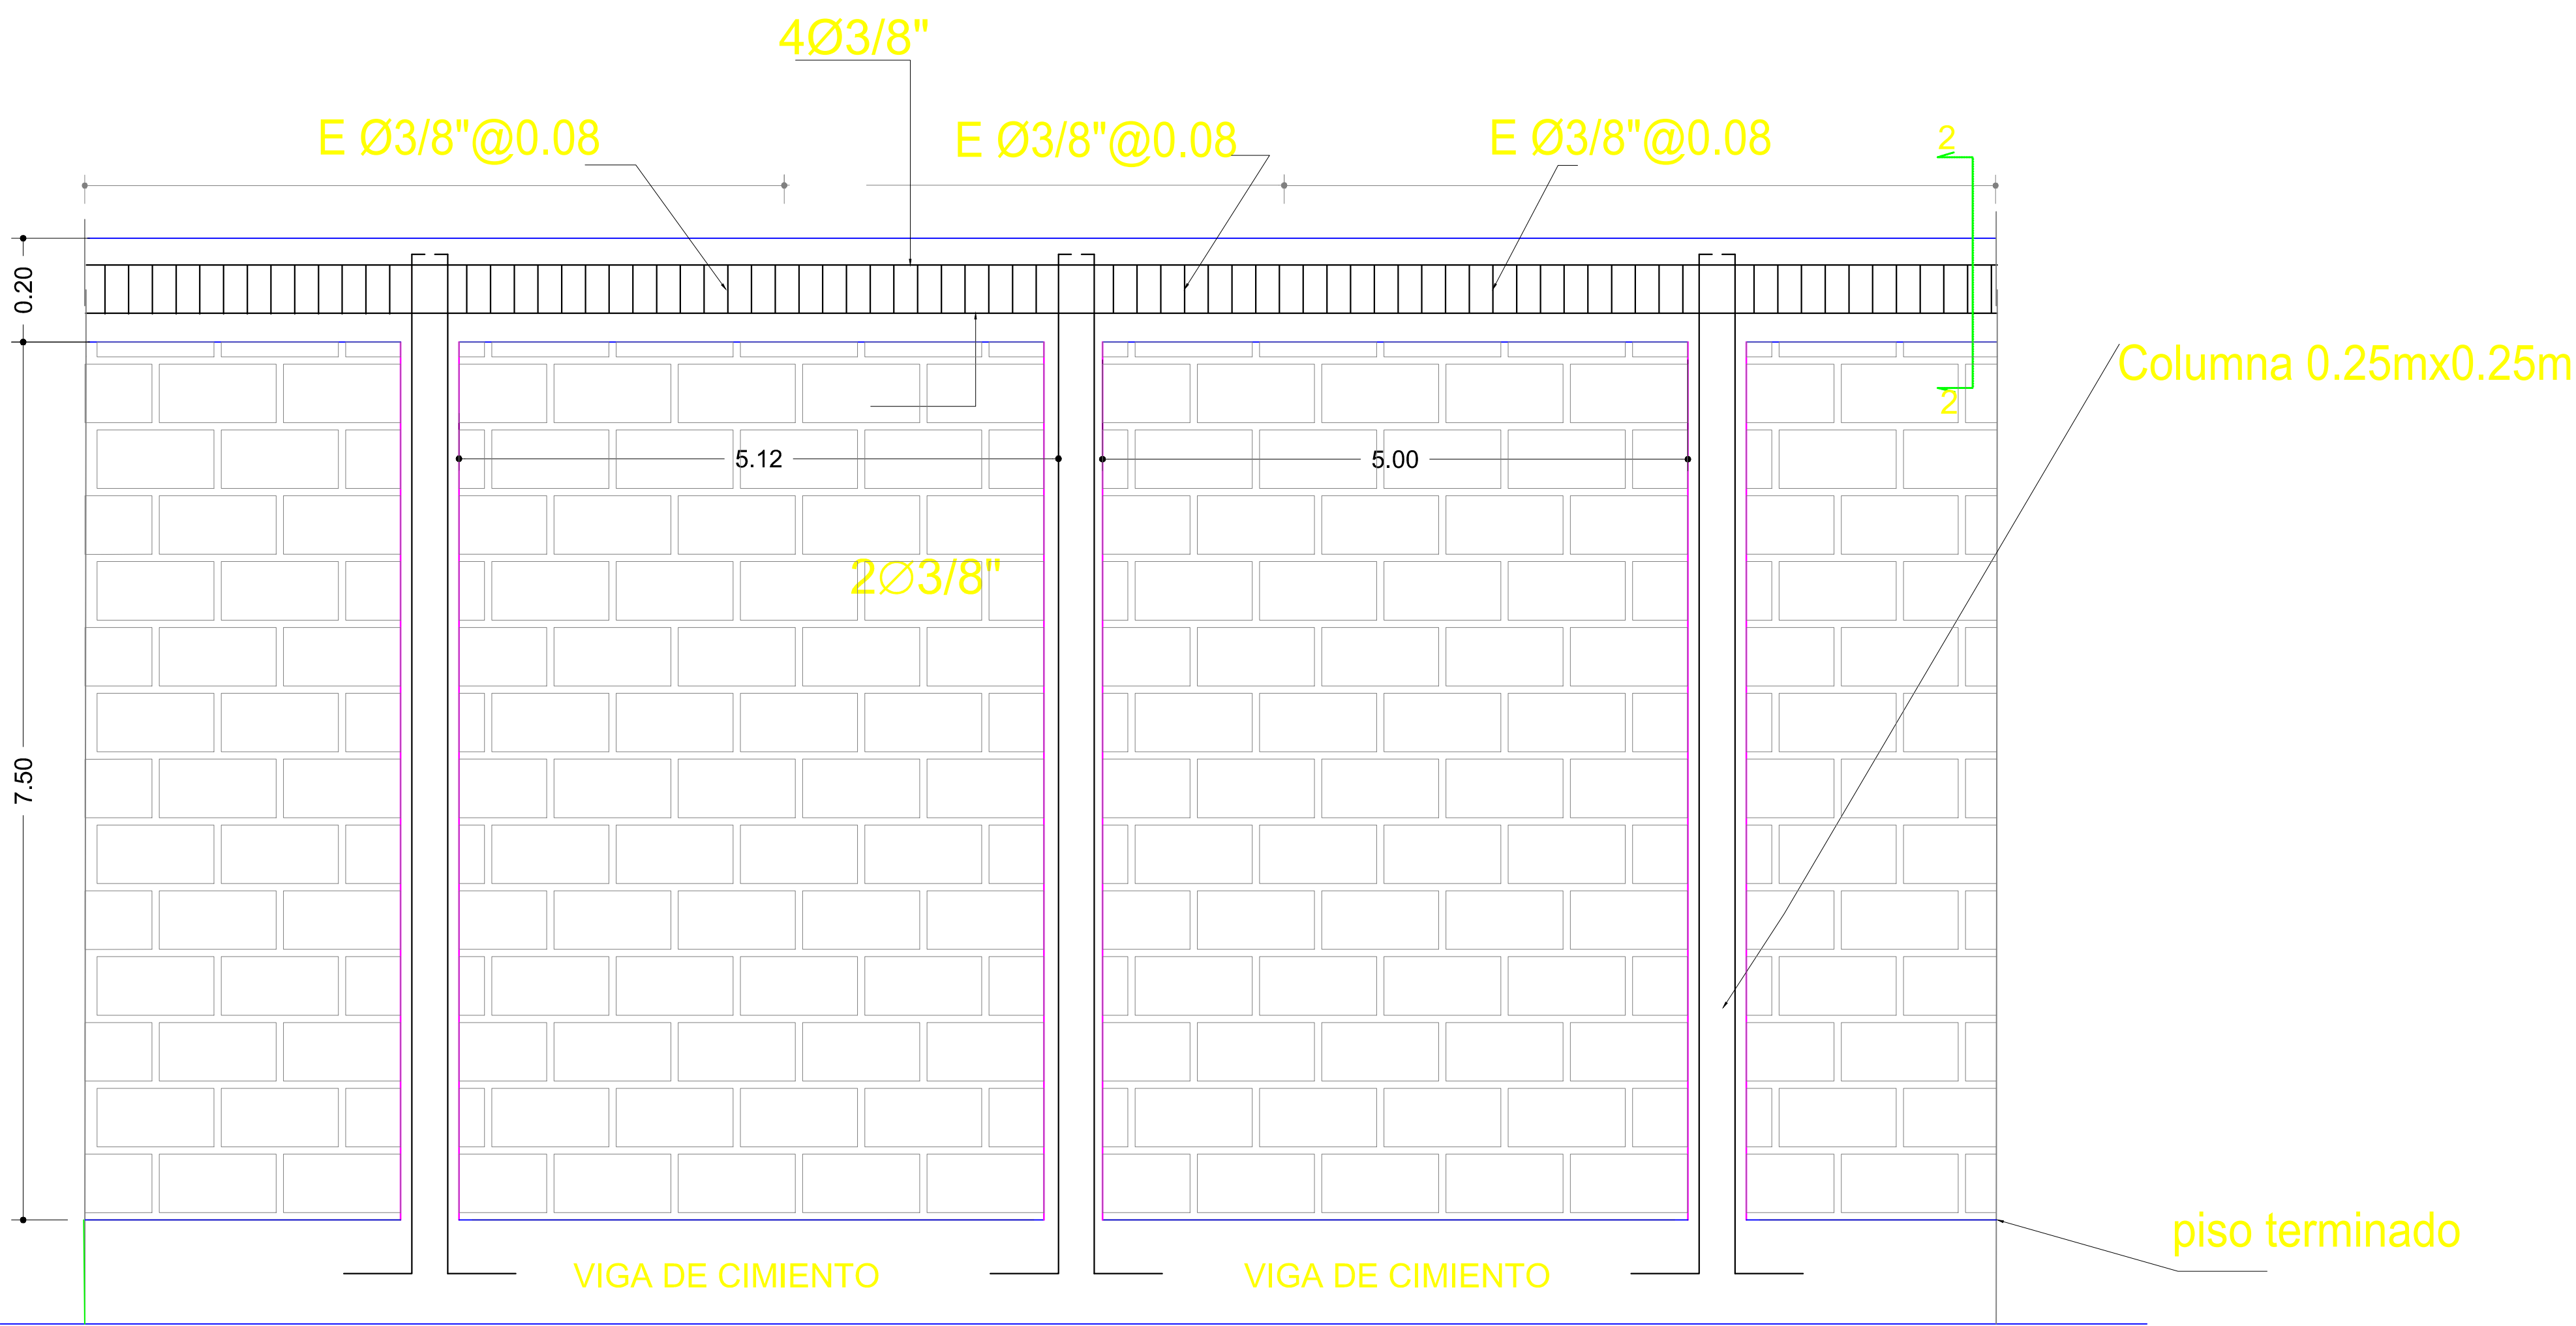 4Ø3/8"
E Ø3/8"@0.08
E Ø3/8"@0.08
E Ø3/8"@0.08
2
0.20
Columna 0.25mx0.25m
2
5.12
5.00
2∅3/8"
7.50
piso terminado
VIGA DE CIMIENTO
VIGA DE CIMIENTO